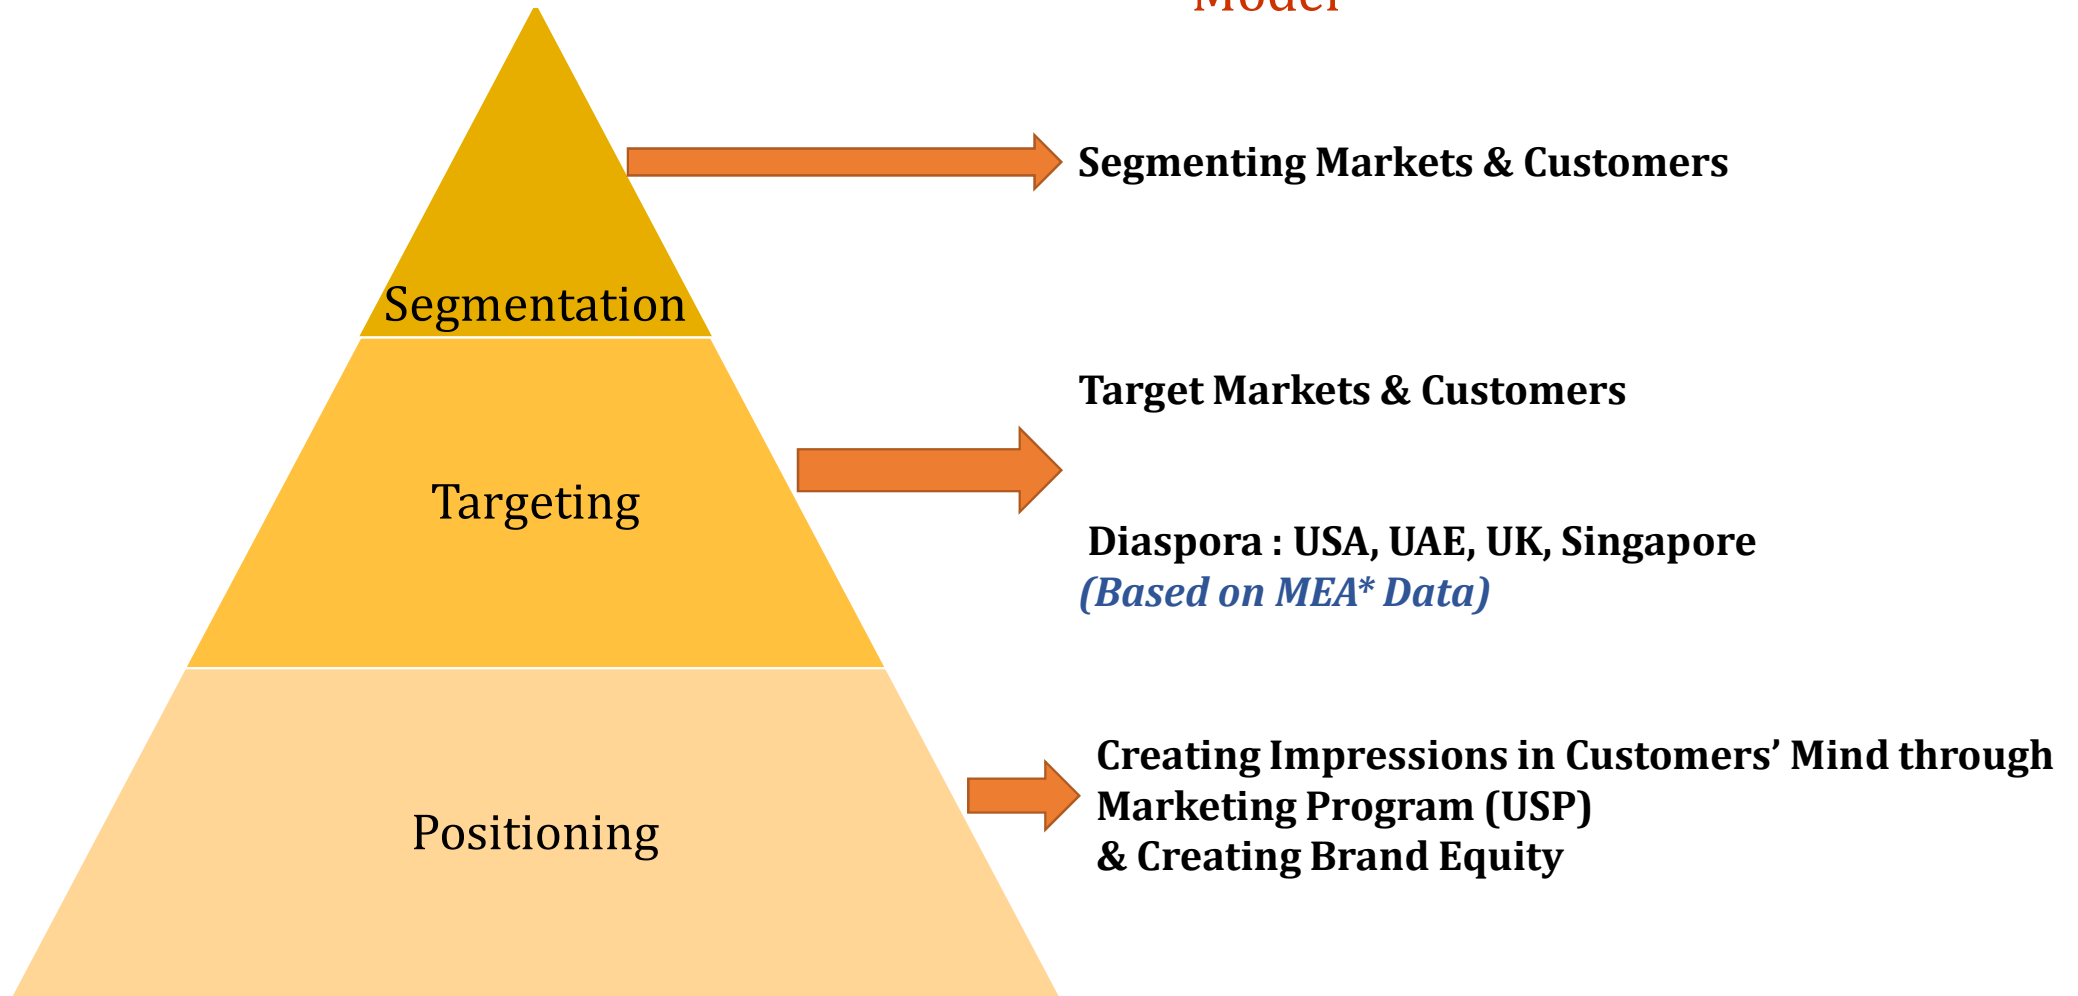 Model
Segmentation
Segmenting Markets & Customers
Targeting
Target Markets & Customers
Diaspora : USA, UAE, UK, Singapore
(Based on MEA* Data)
Positioning
Creating Impressions in Customers’ Mind through
Marketing Program (USP)
& Creating Brand Equity